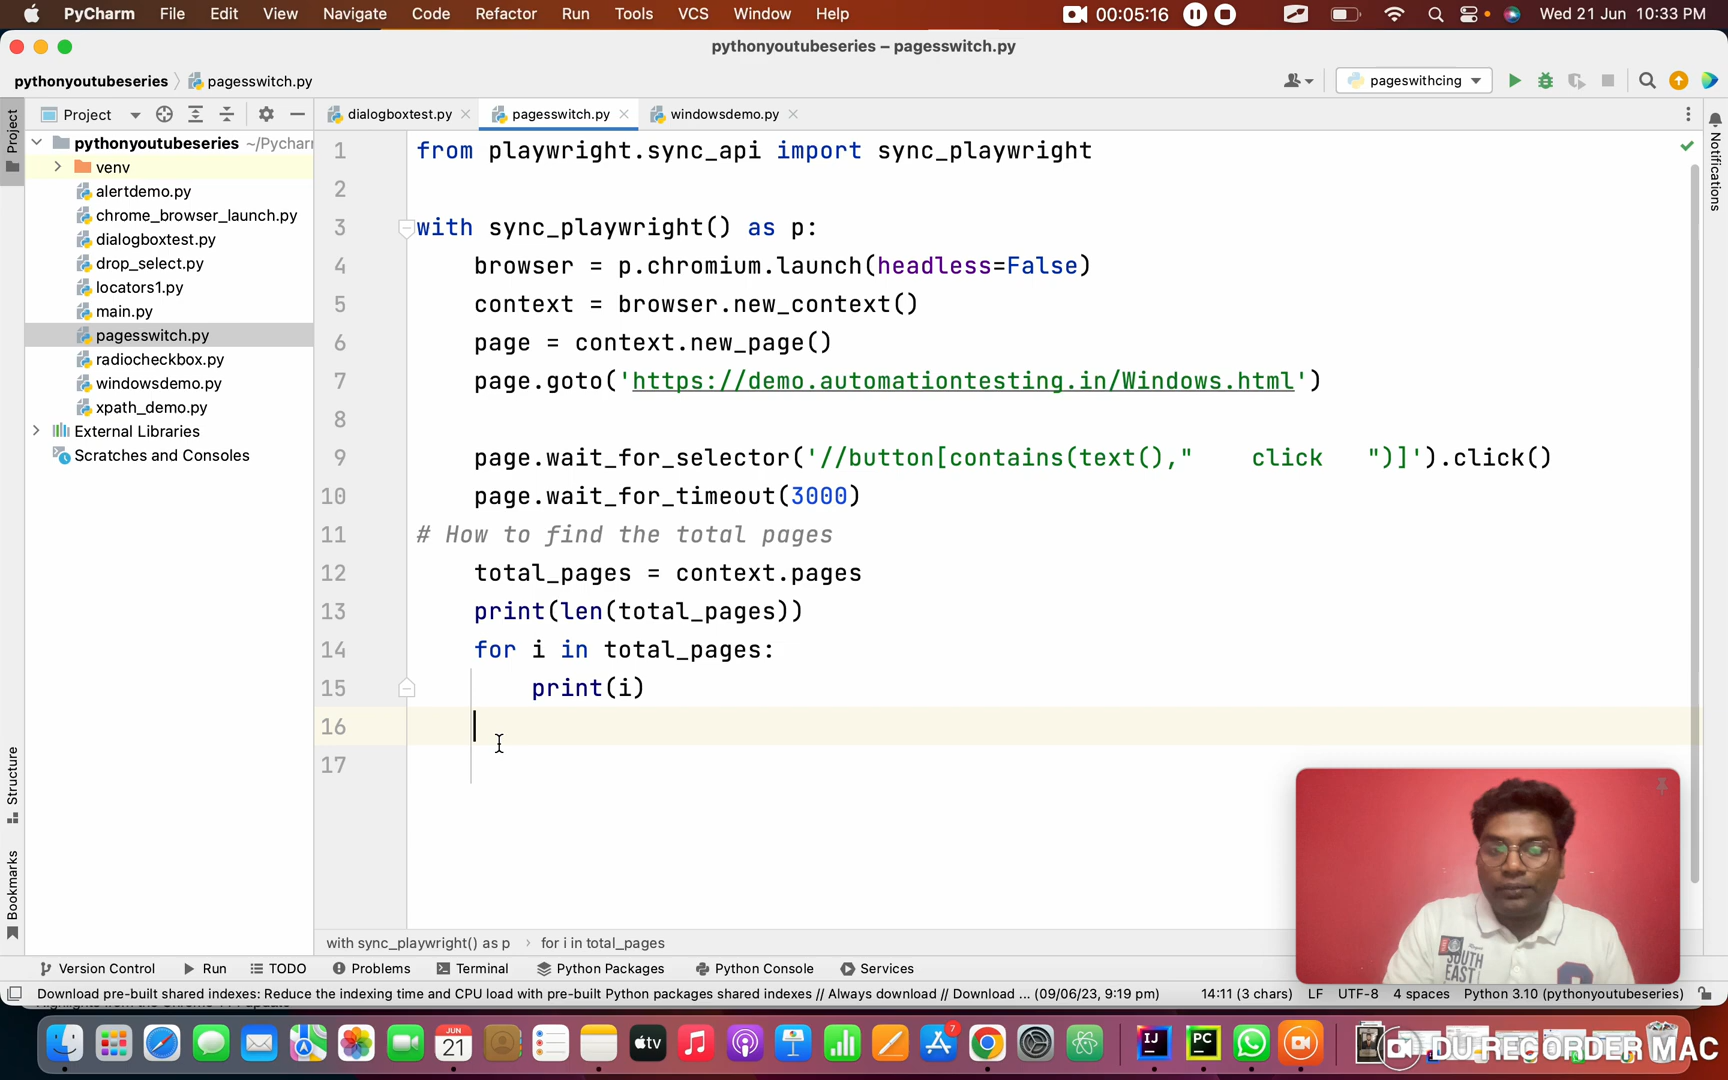 PyCharm File Edit View Navigate Code Refactor Run Tools VCS Window Help 00:05:16 Wed 21 Jun 10:33 PM
pythonyoutubeseries – pagesswitch.py
pythonyoutubeseries pagesswitch.py pageswithcing
Project dialogboxtest.py pagesswitch.py windowsdemo.py
Project
Notifications
Structure
Bookmarks
pythonyoutubeseries ~/Pycharr
venv
alertdemo.py
chrome_browser_launch.py
dialogboxtest.py
drop_select.py
locators1.py
main.py
pagesswitch.py
radiocheckbox.py
windowsdemo.py
xpath_demo.py
External Libraries
Scratches and Consoles
1 from playwright.sync_api import sync_playwright
2
3 with sync_playwright() as p:
4 browser = p.chromium.launch(headless=False)
5 context = browser.new_context()
6 page = context.new_page()
7 page.goto('https://demo.automationtesting.in/Windows.html')
8
9 page.wait_for_selector('//button[contains(text(),"    click   ")]').click()
10 page.wait_for_timeout(3000)
11 # How to find the total pages
12 total_pages = context.pages
13 print(len(total_pages))
14 for i in total_pages:
15 print(i)
16
17
with sync_playwright() as p for i in total_pages
Version Control Run TODO Problems Terminal Python Packages Python Console Services
Download pre-built shared indexes: Reduce the indexing time and CPU load with pre-built Python packages shared indexes // Always download // Download ... (09/06/23, 9:19 pm) 14:11 (3 chars) LF UTF-8 4 spaces Python 3.10 (pythonyoutubeseries)
SOUTH
EAST
JUN
21
tv
7
IJ
PC
DU RECORDER MAC